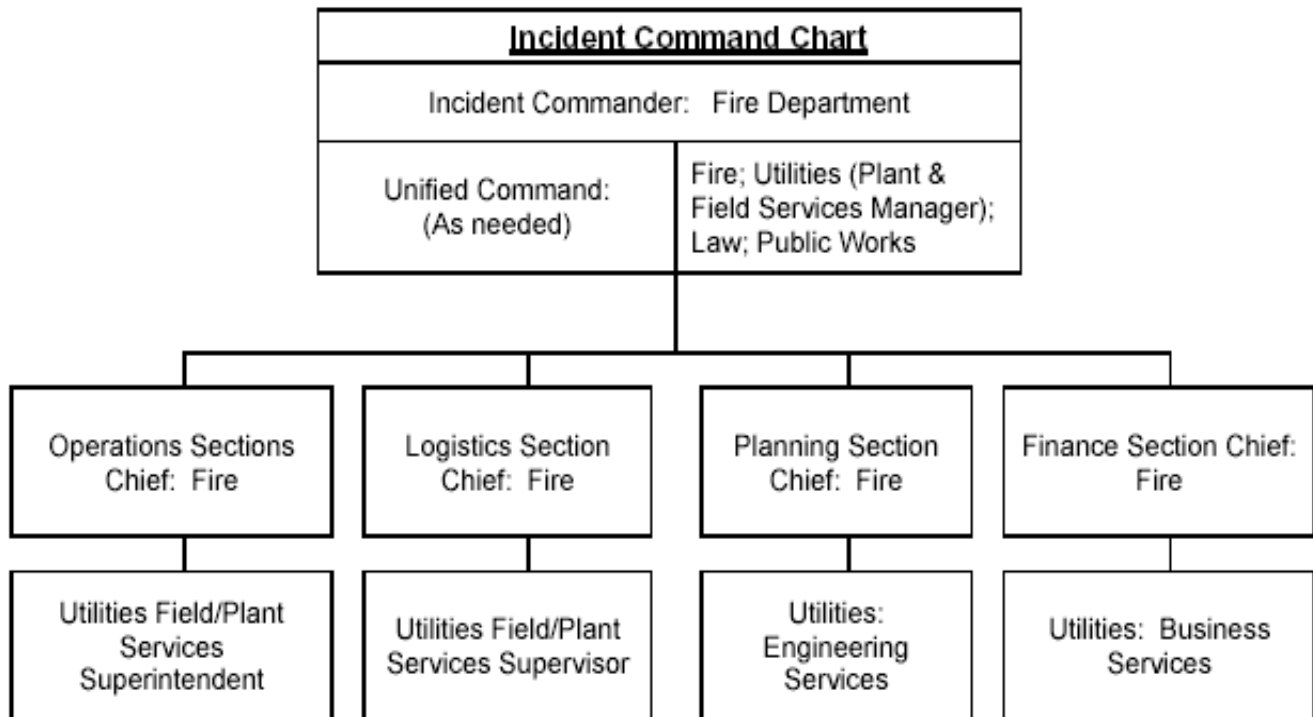 Incident Command Chart
Incident Commander: Fire Department
Unified Command:
(As needed)
Fire; Utilities (Plant &
Field Services Manager);
Law; Public Works
Operations Sections
Chief: Fire
Logistics Section
Chief: Fire
Planning Section
Chief: Fire
Finance Section Chief:
Fire
Utilities Field/Plant
Services
Superintendent
Utilities Field/Plant
Services Supervisor
Utilities:
Engineering
Services
Utilities: Business
Services